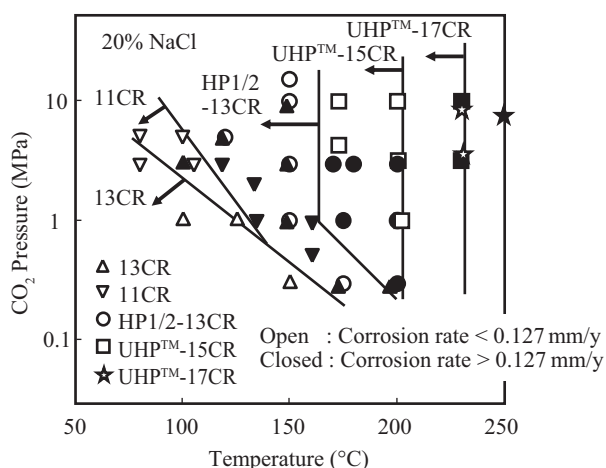 20% NaCl
UHP™-17CR
UHP™-15CR
HP1/2
-13CR
11CR
13CR
10
1
0.1
CO₂ Pressure (MPa)
13CR
11CR
HP1/2-13CR
UHP™-15CR
UHP™-17CR
Open : Corrosion rate < 0.127 mm/y
Closed : Corrosion rate > 0.127 mm/y
50 100 150 200 250
Temperature (°C)